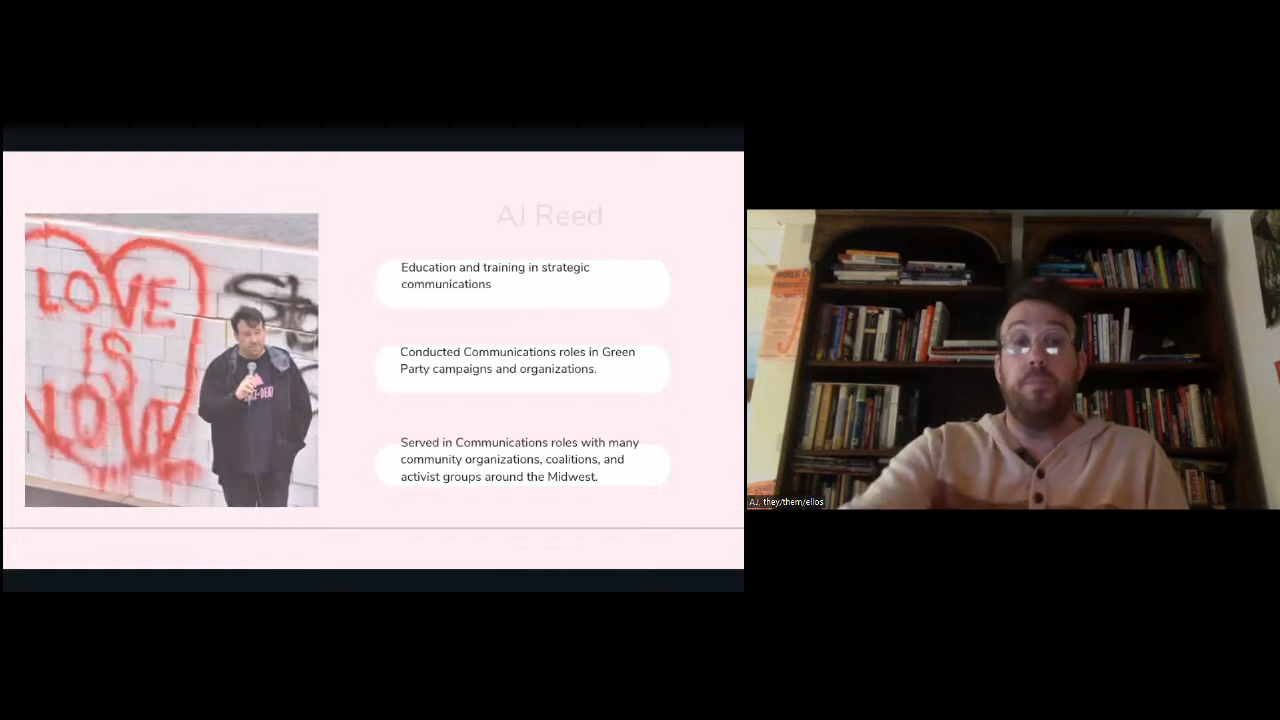 AJ Reed
Education and training in strategic
communications
Conducted Communications roles in Green
Party campaigns and organizations.
Served in Communications roles with many
community organizations, coalitions, and
activist groups around the Midwest.
LOVE
IS
LOVE
WORLD
AJ, they/them/ellos